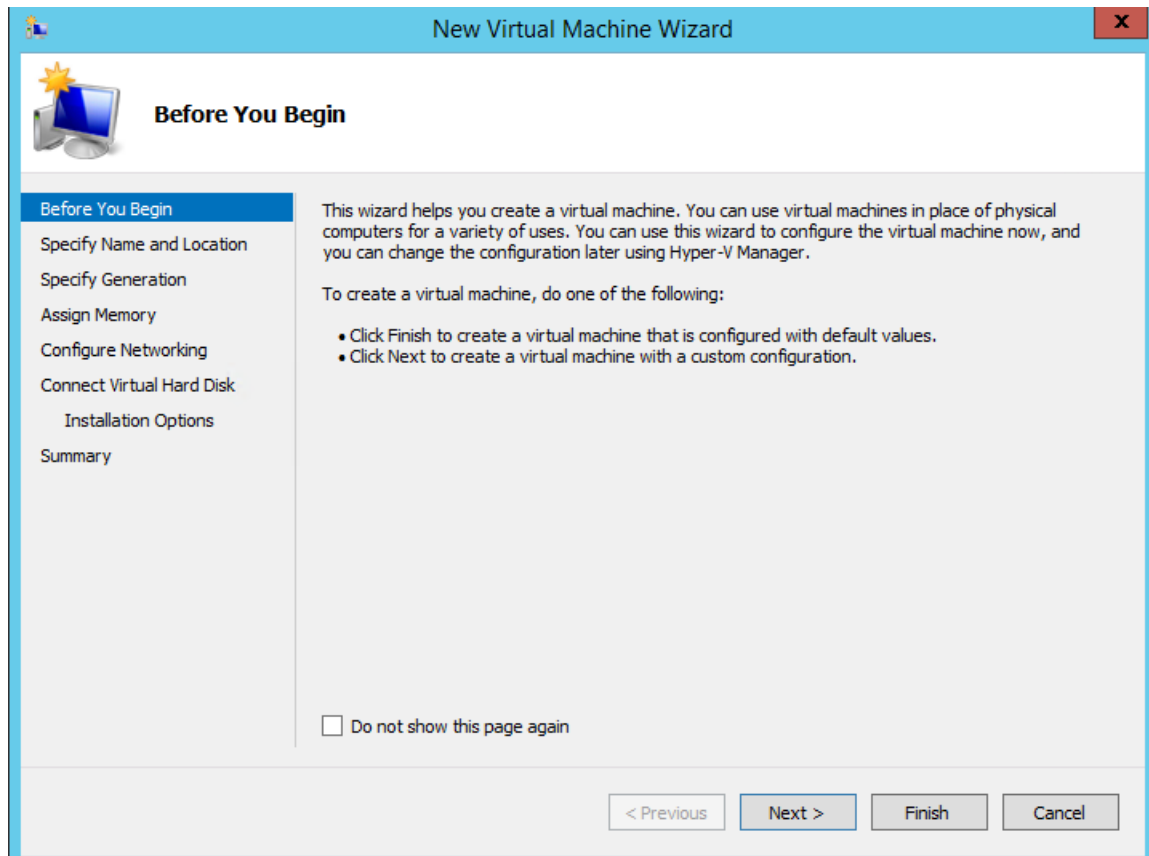 New Virtual Machine Wizard
x
Before You Begin
Before You Begin
Specify Name and Location
Specify Generation
Assign Memory
Configure Networking
Connect Virtual Hard Disk
Installation Options
Summary
This wizard helps you create a virtual machine. You can use virtual machines in place of physical
computers for a variety of uses. You can use this wizard to configure the virtual machine now, and
you can change the configuration later using Hyper-V Manager.
To create a virtual machine, do one of the following:
• Click Finish to create a virtual machine that is configured with default values.
• Click Next to create a virtual machine with a custom configuration.
Do not show this page again
< Previous
Next >
Finish
Cancel